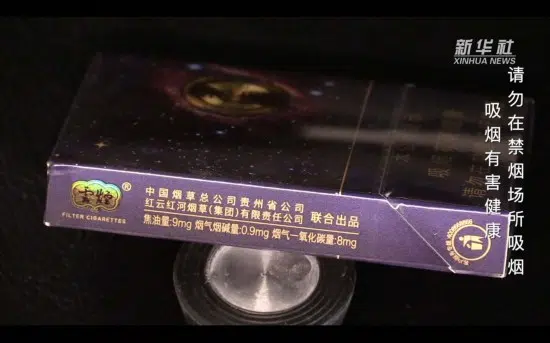 新华社
XINHUA NEWS
请勿在禁烟场所吸烟
吸烟有害健康
云烟®
FILTER CIGARETTES
中国烟草总公司贵州省公司
红云红河烟草(集团)有限责任公司 联合出品
焦油量:9mg 烟气烟碱量:0.9mg 烟气一氧化碳量:8mg